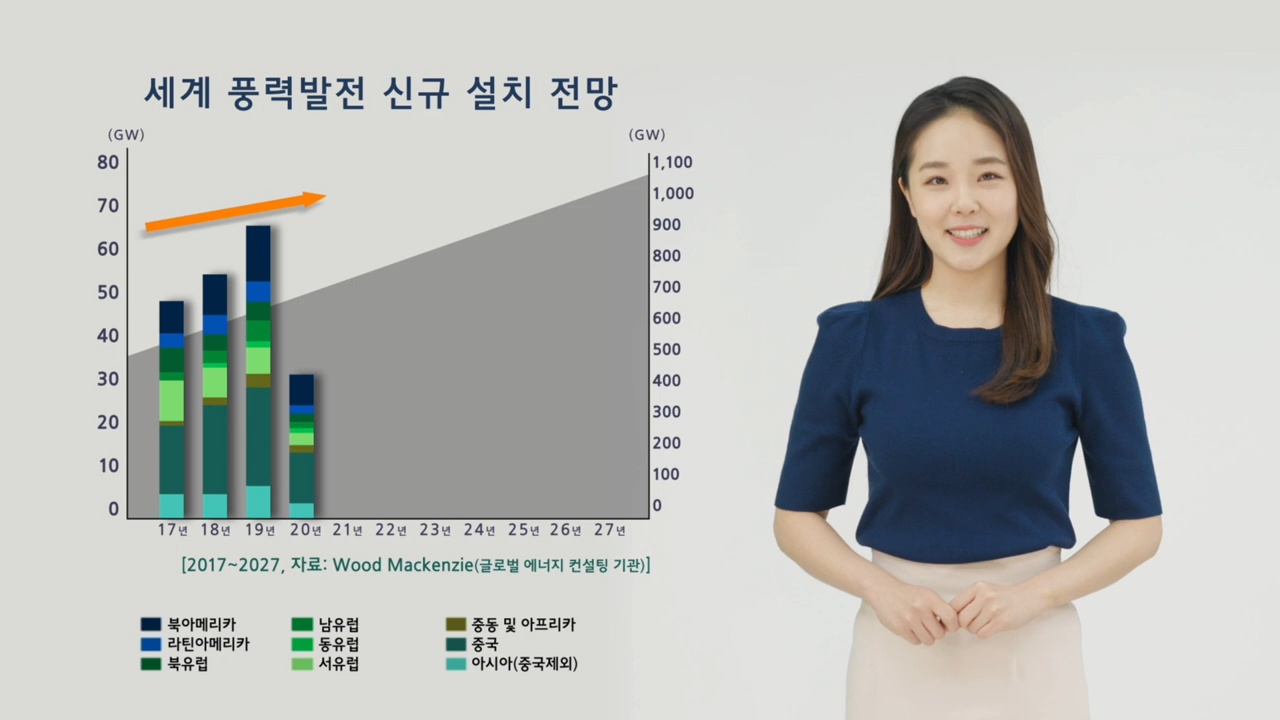 세계 풍력발전 신규 설치 전망
(GW) (GW)
80 1,100
70 1,000
60 900
50 800
40 700
30 600
20 500
10 400
0 300
200
100
0
17년 18년 19년 20년 21년 22년 23년 24년 25년 26년 27년
[2017~2027, 자료: Wood Mackenzie(글로벌 에너지 컨설팅 기관)]
북아메리카 남유럽 중동 및 아프리카
라틴아메리카 동유럽 중국
북유럽 서유럽 아시아(중국제외)